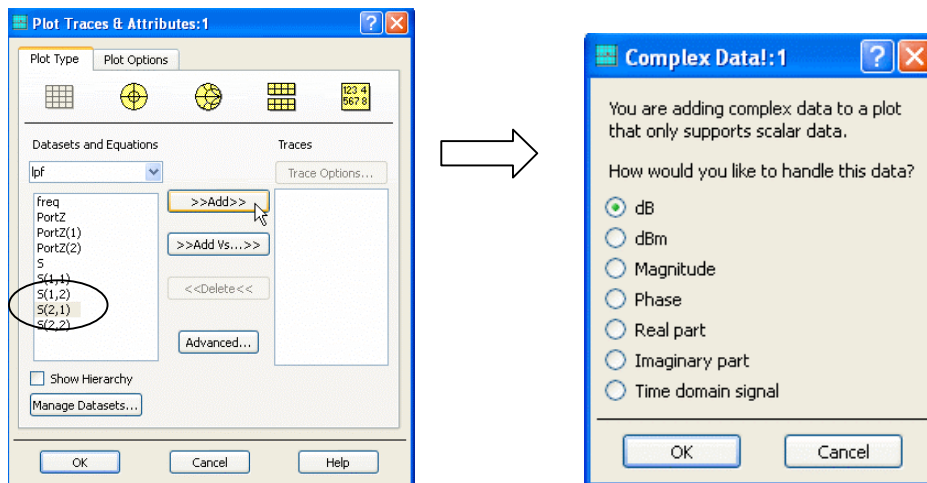 Plot Traces & Attributes:1
Plot Type
Plot Options
123 4
567 8
Datasets and Equations
Traces
lpf
Trace Options...
freq
PortZ
PortZ(1)
PortZ(2)
S
S(1,1)
S(1,2)
S(2,1)
S(2,2)
>>Add>>
>>Add Vs...>>
<<Delete<<
Advanced...
Show Hierarchy
Manage Datasets...
OK
Cancel
Help
Complex Data!:1
You are adding complex data to a plot
that only supports scalar data.
How would you like to handle this data?
dB
dBm
Magnitude
Phase
Real part
Imaginary part
Time domain signal
OK
Cancel